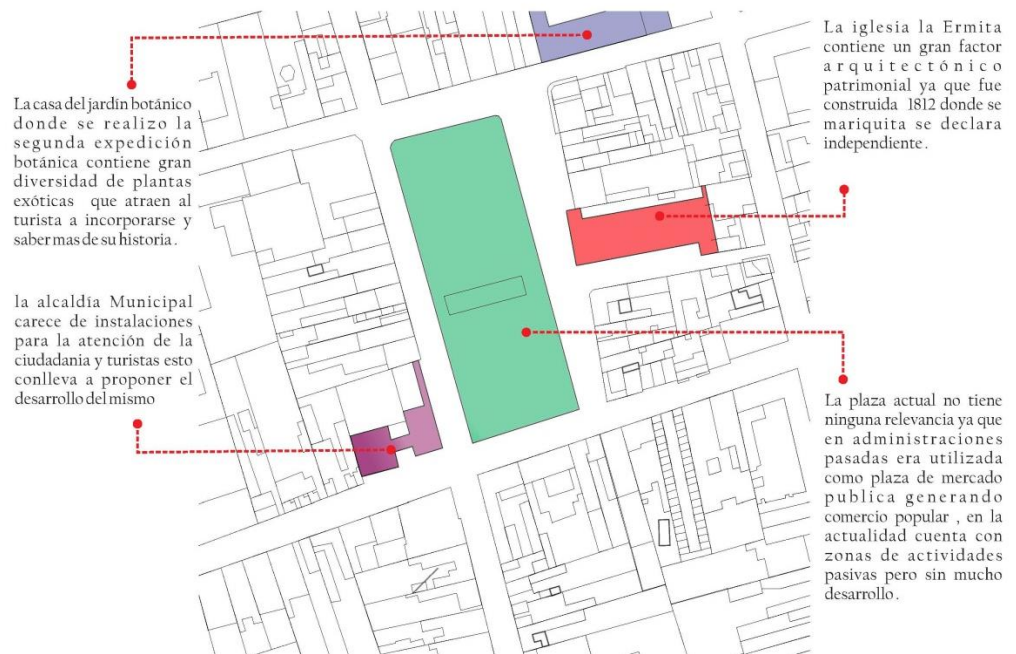 La casa del jardín botánico
donde se realizo la
segunda expedición
botánica contiene gran
diversidad de plantas
exóticas que atraen al
turista a incorporarse y
saber mas de su historia.
la alcaldía Municipal
carece de instalaciones
para la atención de la
ciudadania y turistas esto
conlleva a proponer el
desarrollo del mismo
La iglesia la Ermita
contiene un gran factor
arquitectónico
patrimonial ya que fue
construida 1812 donde se
mariquita se declara
independiente.
La plaza actual no tiene
ninguna relevancia ya que
en administraciones
pasadas era utilizada
como plaza de mercado
publica generando
comercio popular , en la
actualidad cuenta con
zonas de actividades
pasivas pero sin mucho
desarrollo.